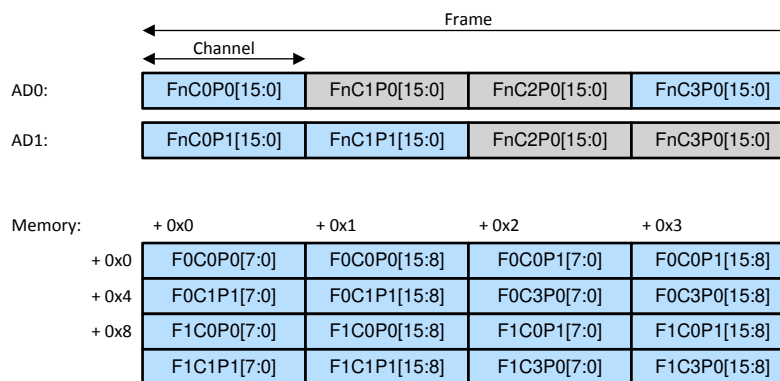 Frame
Channel
AD0: FnC0P0[15:0] FnC1P0[15:0] FnC2P0[15:0] FnC3P0[15:0]
AD1: FnC0P1[15:0] FnC1P1[15:0] FnC2P0[15:0] FnC3P0[15:0]
Memory: + 0x0 + 0x1 + 0x2 + 0x3
+ 0x0 F0C0P0[7:0] F0C0P0[15:8] F0C0P1[7:0] F0C0P1[15:8]
+ 0x4 F0C1P1[7:0] F0C1P1[15:8] F0C3P0[7:0] F0C3P0[15:8]
+ 0x8 F1C0P0[7:0] F1C0P0[15:8] F1C0P1[7:0] F1C0P1[15:8]
F1C1P1[7:0] F1C1P1[15:8] F1C3P0[7:0] F1C3P0[15:8]